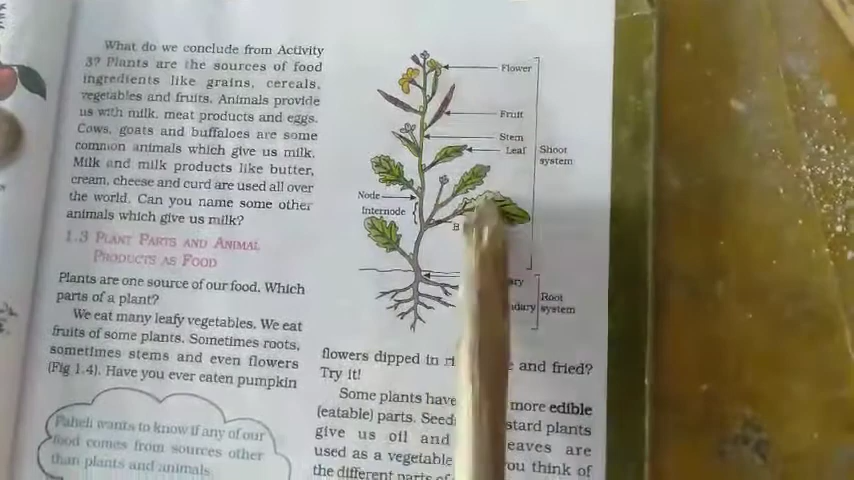 What do we conclude from Activity
3? Plants are the sources of food
ingredients like grains, cereals,
vegetables and fruits. Animals provide
us with milk, meat products and eggs.
Cows, goats and buffaloes are some
common animals which give us milk.
Milk and milk products like butter,
cream, cheese and curd are used all over
the world. Can you name some other
animals which give us milk?
1.3 PLANT PARTS AND ANIMAL
PRODUCTS AS FOOD
Plants are one source of our food. Which
parts of a plant?
We eat many leafy vegetables. We eat
fruits of some plants. Sometimes roots,
sometimes stems and even flowers
(Fig 1.4). Have you ever eaten pumpkin
Paheli wants to know if any of our
food comes from sources other
than plants and animals.
Flower
Fruit
Stem
Leaf
Shoot
system
Node
Internode
Root
system
flowers dipped in and fried?
Try it!
Some plants have more edible
(eatable) parts. plants
give us oil and are
used as a vegetable. you think of
the different parts of